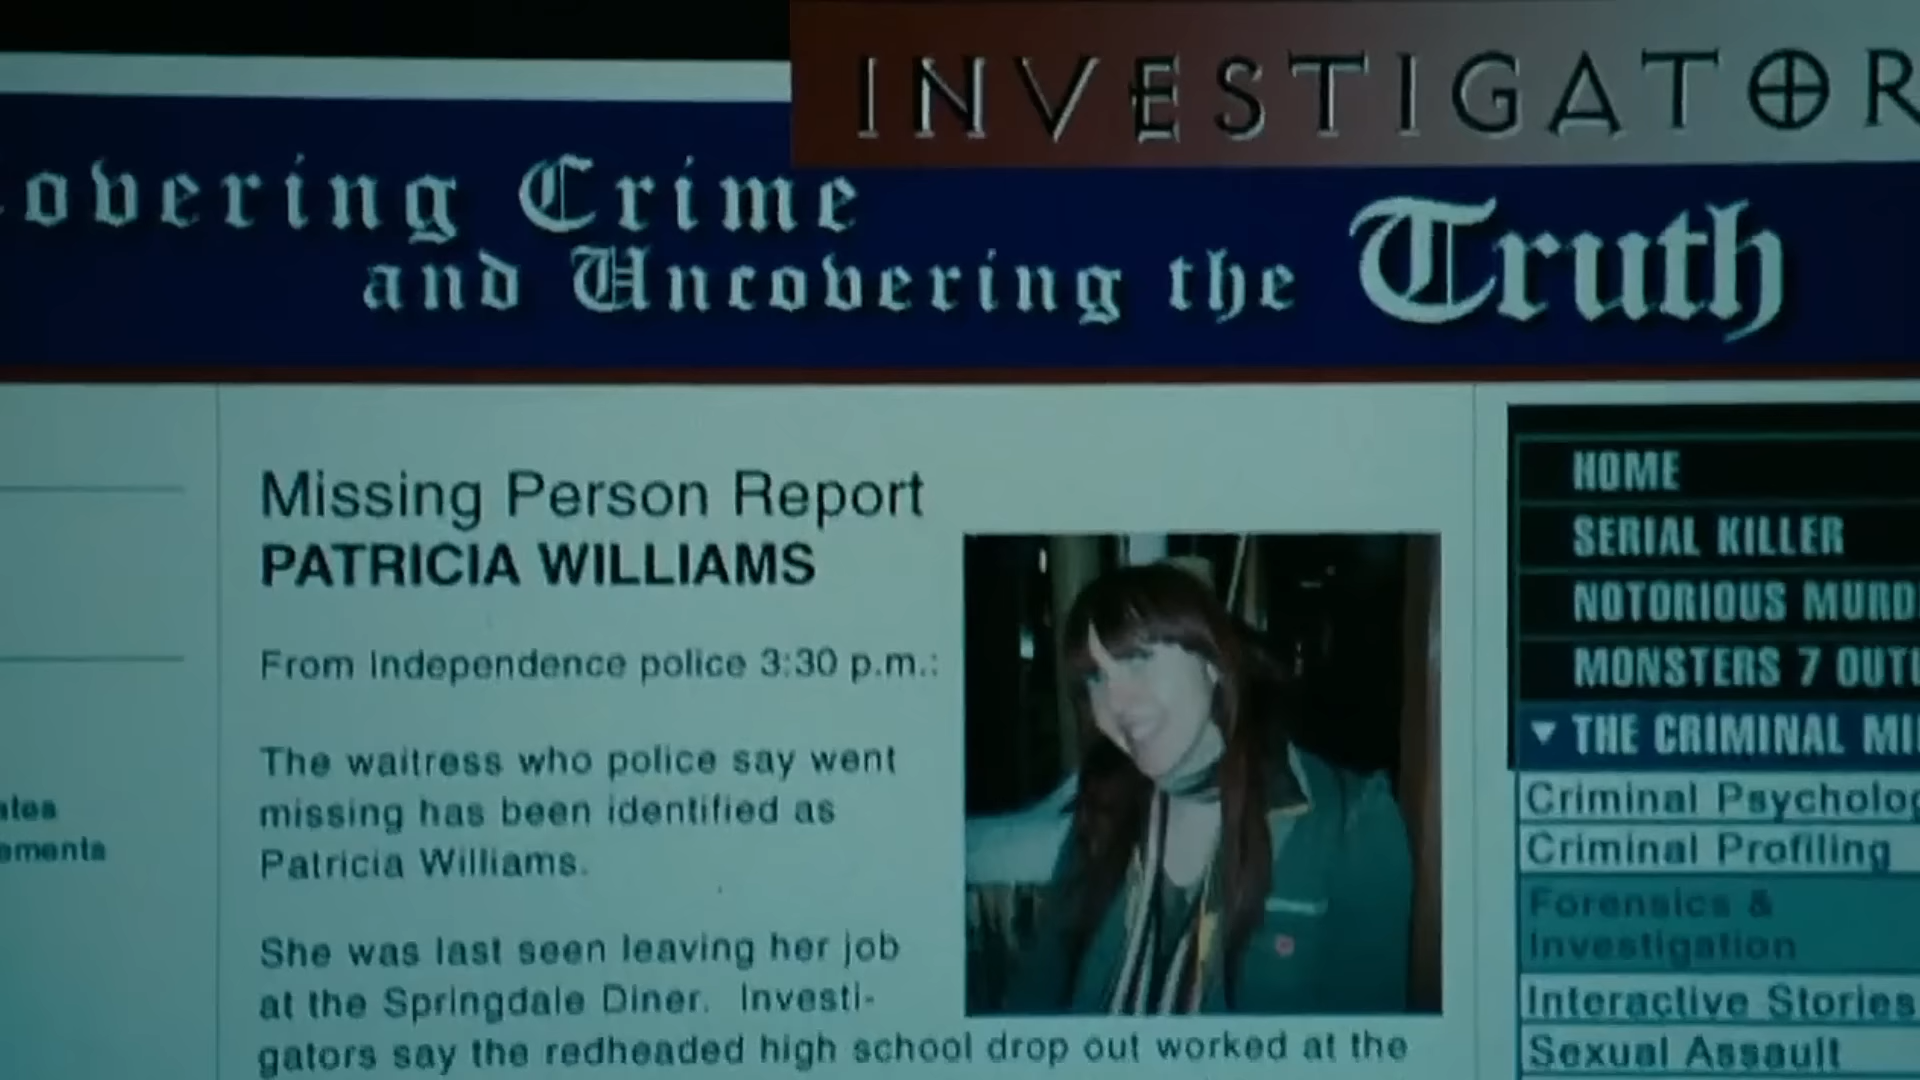 INVESTIGATOR
overing Crime
and Uncovering the Truth
Missing Person Report
PATRICIA WILLIAMS
From Independence police 3:30 p.m.:
The waitress who police say went
missing has been identified as
Patricia Williams.
She was last seen leaving her job
at the Springdale Diner. Investi-
gators say the redheaded high school drop out worked at the
HOME
SERIAL KILLER
NOTORIOUS MURD
MONSTERS 7 OUTL
THE CRIMINAL MI
Criminal Psycholog
Criminal Profiling
Forensics &
Investigation
Interactive Stories
Sexual Assault